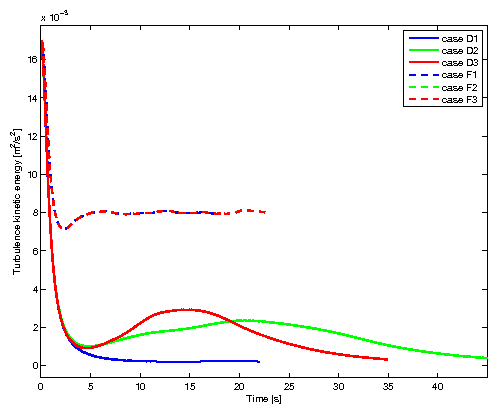 x 10⁻³
case D1
case D2
case D3
case F1
case F2
case F3
Turbulence kinetic energy [m²/s²]
16
14
12
10
8
6
4
2
0
0 5 10 15 20 25 30 35 40
Time [s]